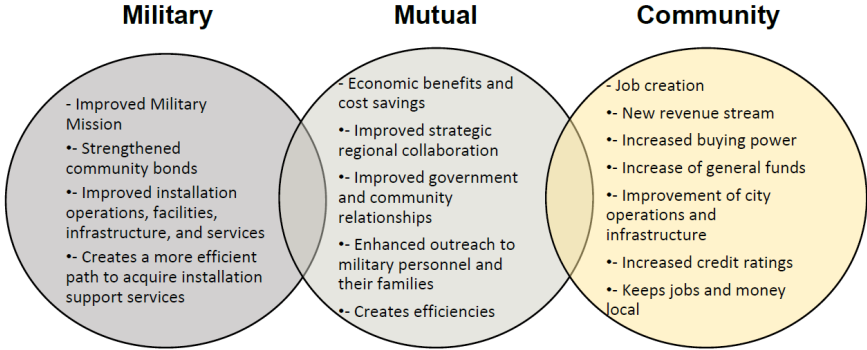 Military
- Improved Military
Mission
•- Strengthened
community bonds
•- Improved installation
operations, facilities,
infrastructure, and services
•- Creates a more efficient
path to acquire installation
support services
Mutual
- Economic benefits and
cost savings
•- Improved strategic
regional collaboration
•- Improved government
and community
relationships
•- Enhanced outreach to
military personnel and
their families
•- Creates efficiencies
Community
- Job creation
•- New revenue stream
•- Increased buying power
•- Increase of general funds
•- Improvement of city
operations and
infrastructure
•- Increased credit ratings
•- Keeps jobs and money
local